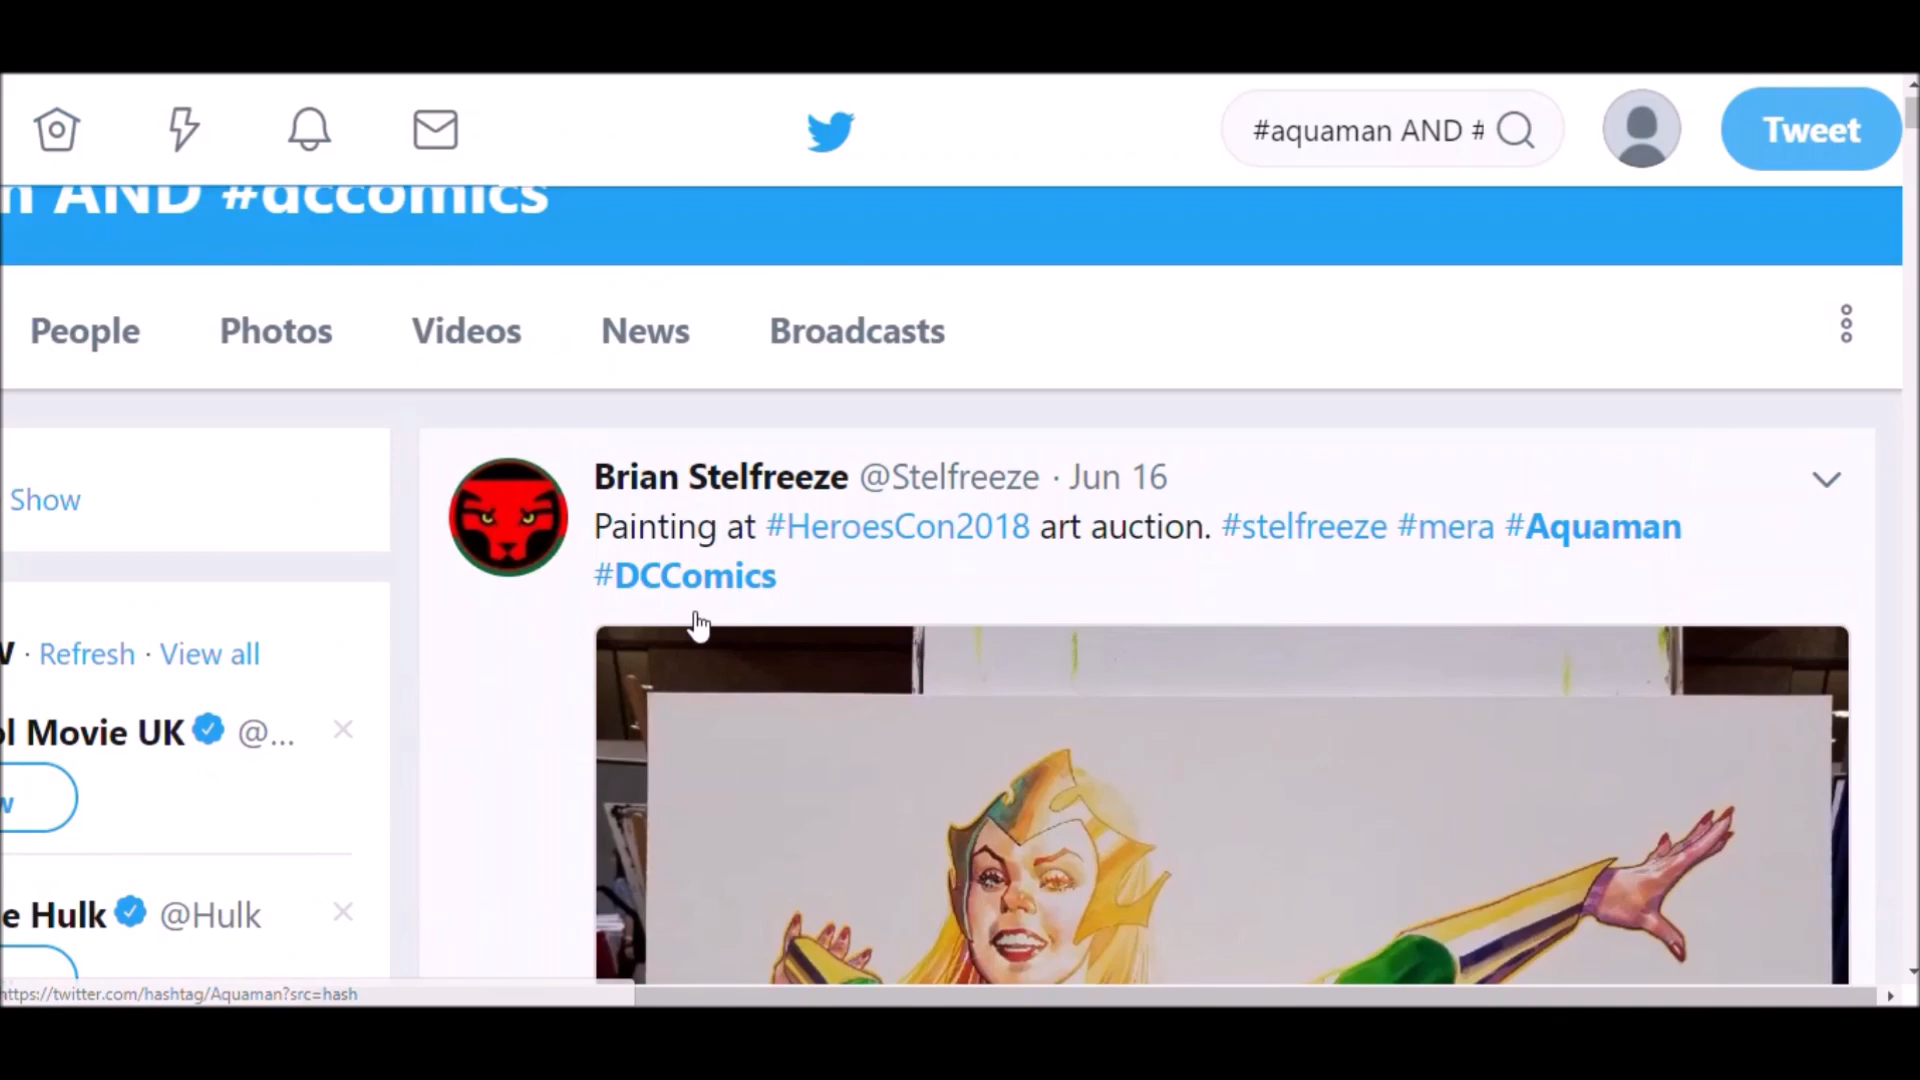 #aquaman AND #
Tweet
AND #dccomics
People Photos Videos News Broadcasts
Show
Brian Stelfreeze @Stelfreeze · Jun 16
Painting at #HeroesCon2018 art auction. #stelfreeze #mera #Aquaman
#DCComics
· Refresh · View all
Movie UK @...
Hulk @Hulk
https://twitter.com/hashtag/Aquaman?src=hash